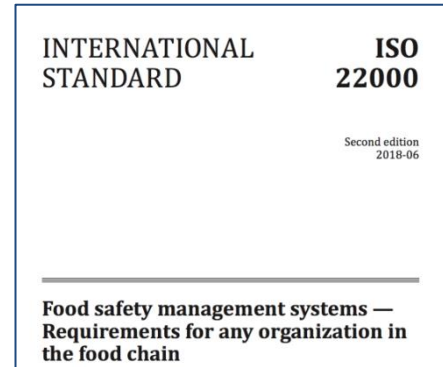 INTERNATIONAL
STANDARD
ISO
22000
Second edition
2018-06
Food safety management systems —
Requirements for any organization in
the food chain